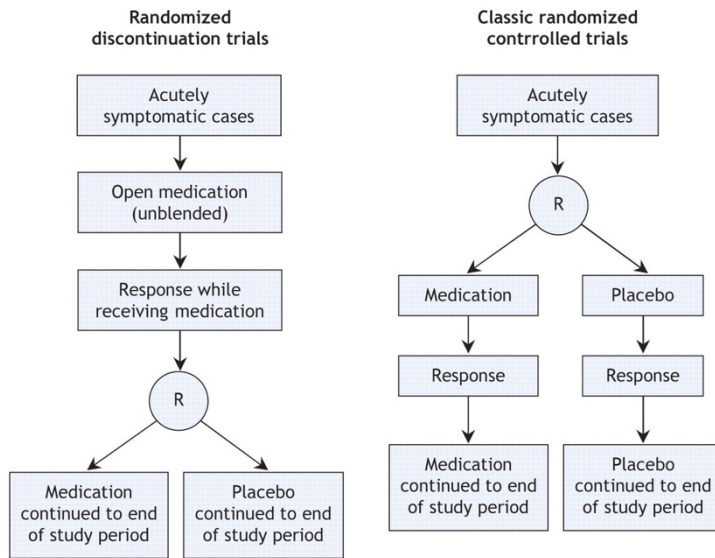 Randomized
discontinuation trials
Acutely
symptomatic cases
Open medication
(unblended)
Response while
receiving medication
R
Medication
continued to end
of study period
Placebo
continued to end
of study period
Classic randomized
contrrolled trials
Acutely
symptomatic cases
R
Medication
Placebo
Response
Response
Medication
continued to end
of study period
Placebo
continued to end
of study period